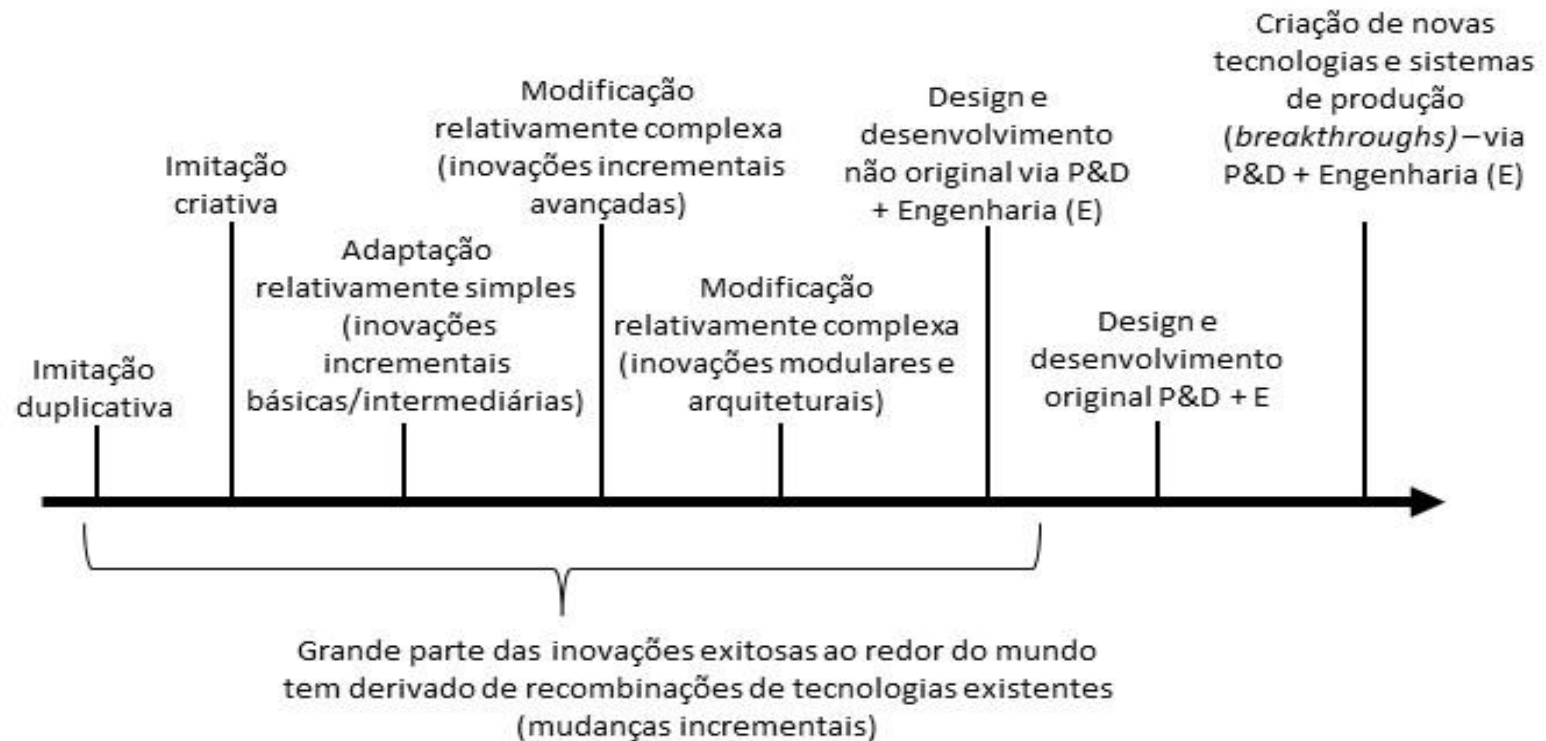 Imitação
duplicativa
Imitação
criativa
Adaptação
relativamente simples
(inovações
incrementais
básicas/intermediárias)
Modificação
relativamente complexa
(inovações incrementais
avançadas)
Modificação
relativamente complexa
(inovações modulares e
arquiteturais)
Design e
desenvolvimento
não original via P&D
+ Engenharia (E)
Design e
desenvolvimento
original P&D + E
Criação de novas
tecnologias e sistemas
de produção
(breakthroughs) – via
P&D + Engenharia (E)
Grande parte das inovações exitosas ao redor do mundo
tem derivado de recombinações de tecnologias existentes
(mudanças incrementais)